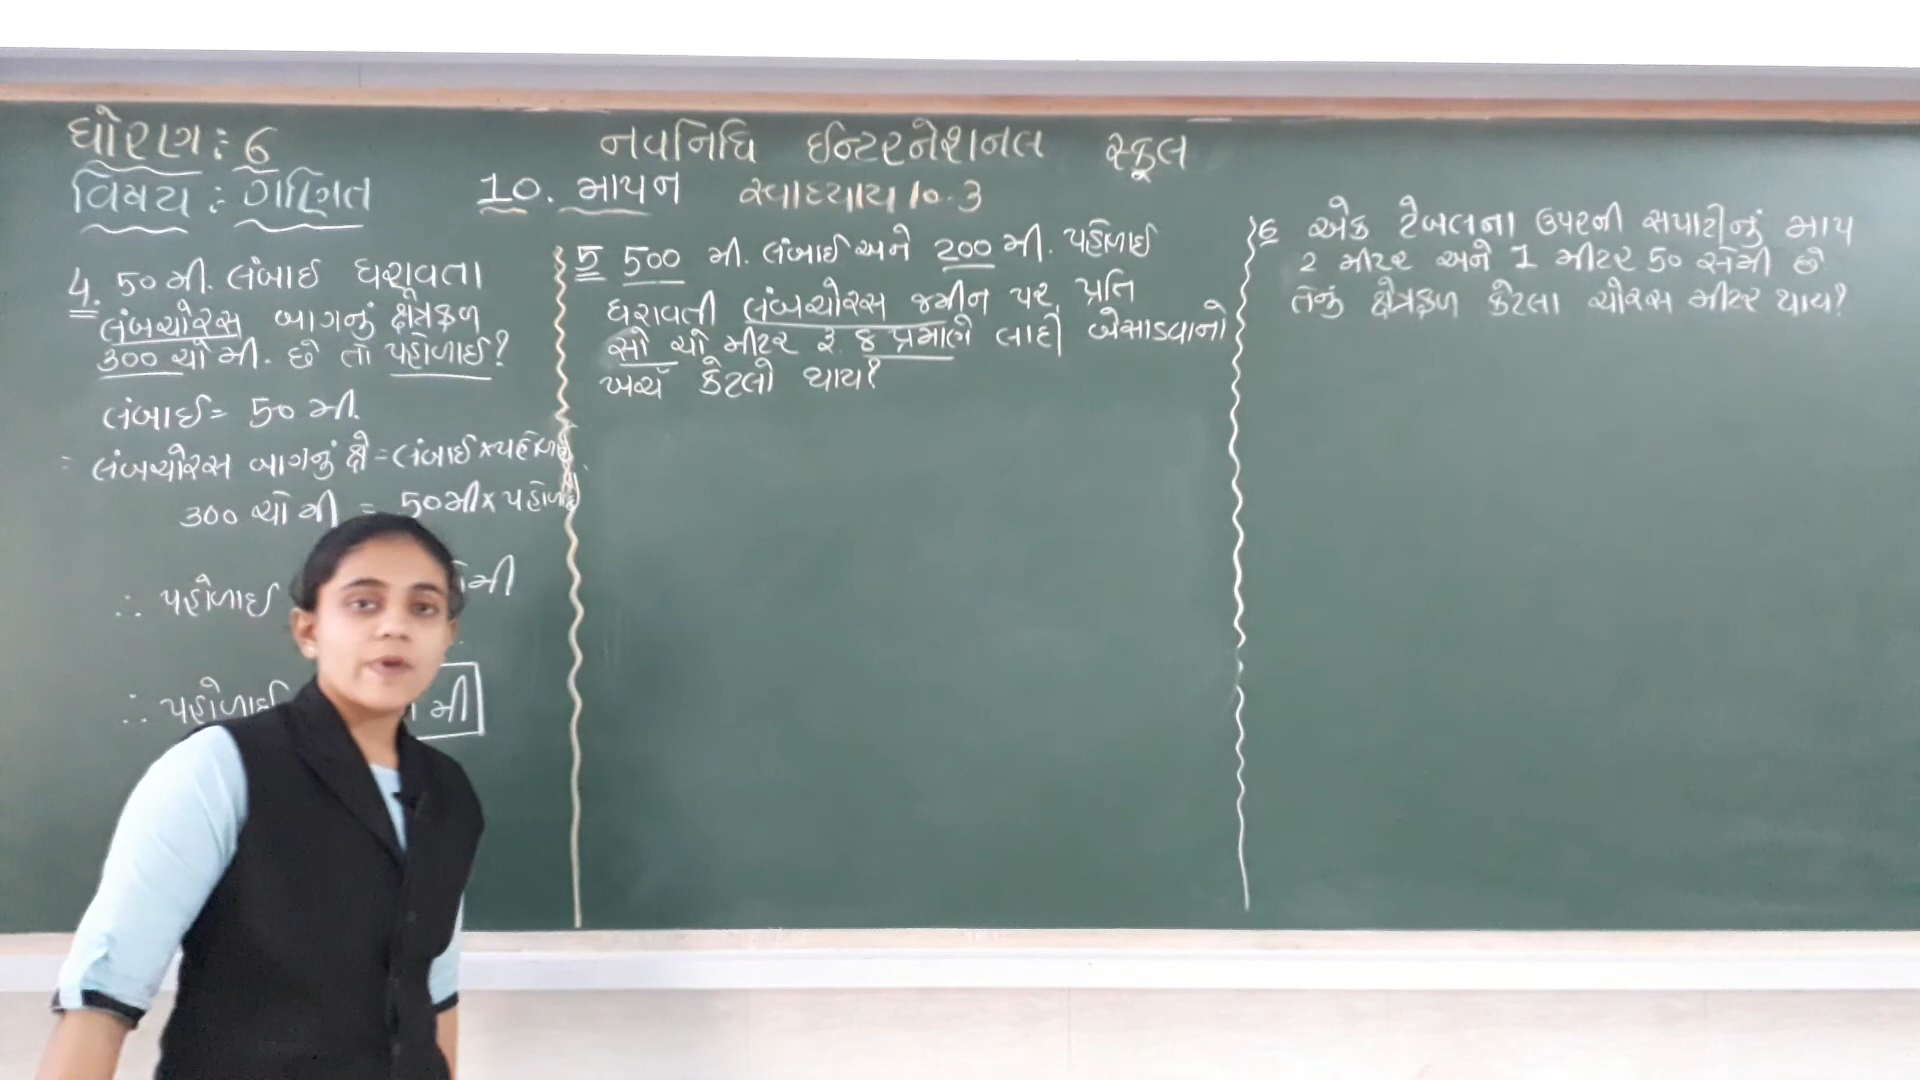 ધોરણ : ૬
વિષય : ગણિત
નવનિધિ ઈન્ટરનેશનલ સ્કૂલ
10. માપન સ્વાધ્યાય 10.3
4. 50 મી. લંબાઈ ધરાવતા
લંબચોરસ બાગનું ક્ષેત્રફળ
300 ચો મી. છે તો પહોળાઈ?
લંબાઈ = 50 મી.
= લંબચોરસ બાગનું ક્ષે = લંબાઈ × પહોળાઈ
300 ચો મી = 50 મી × પહોળાઈ
∴ પહોળાઈ મી
∴ પહોળાઈ મી
5 500 મી. લંબાઈ અને 200 મી. પહોળાઈ
ધરાવતી લંબચોરસ જમીન પર, પ્રતિ
સો ચો મીટર રૂ. ૪ પ્રમાણે લાદી બેસાડવાનો
ખર્ચ કેટલો થાય?
૬ એક ટેબલના ઉપરની સપાટીનું માપ
2 મીટર અને 1 મીટર 50 સેમી છે
તેનું ક્ષેત્રફળ કેટલા ચોરસ મીટર થાય?